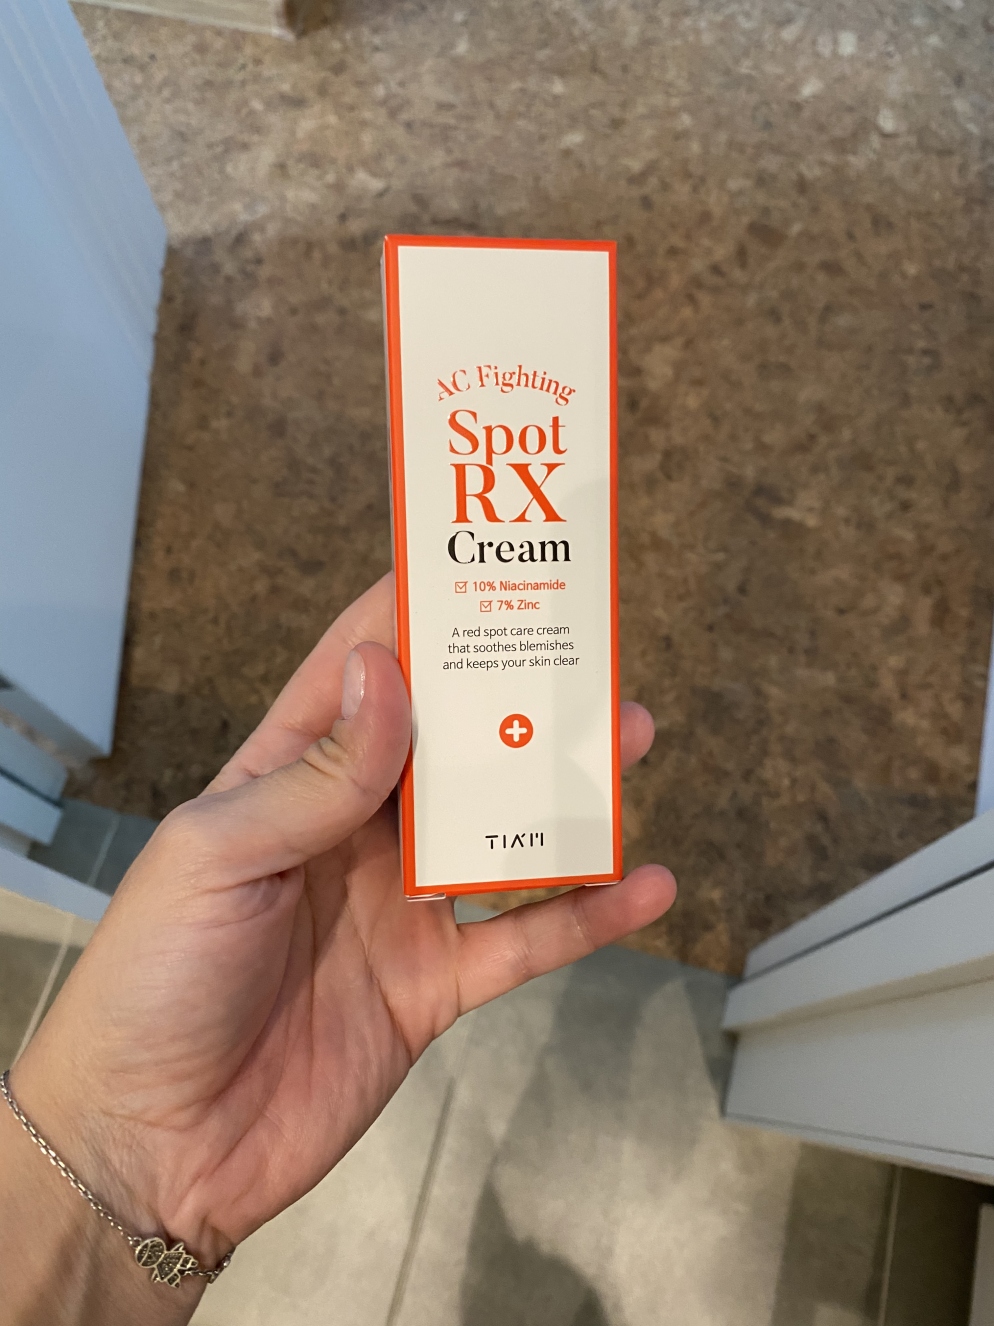 AC Fighting
Spot
RX
Cream
10% Niacinamide
7% Zinc
A red spot care cream
that soothes blemishes
and keeps your skin clear
TIA'M